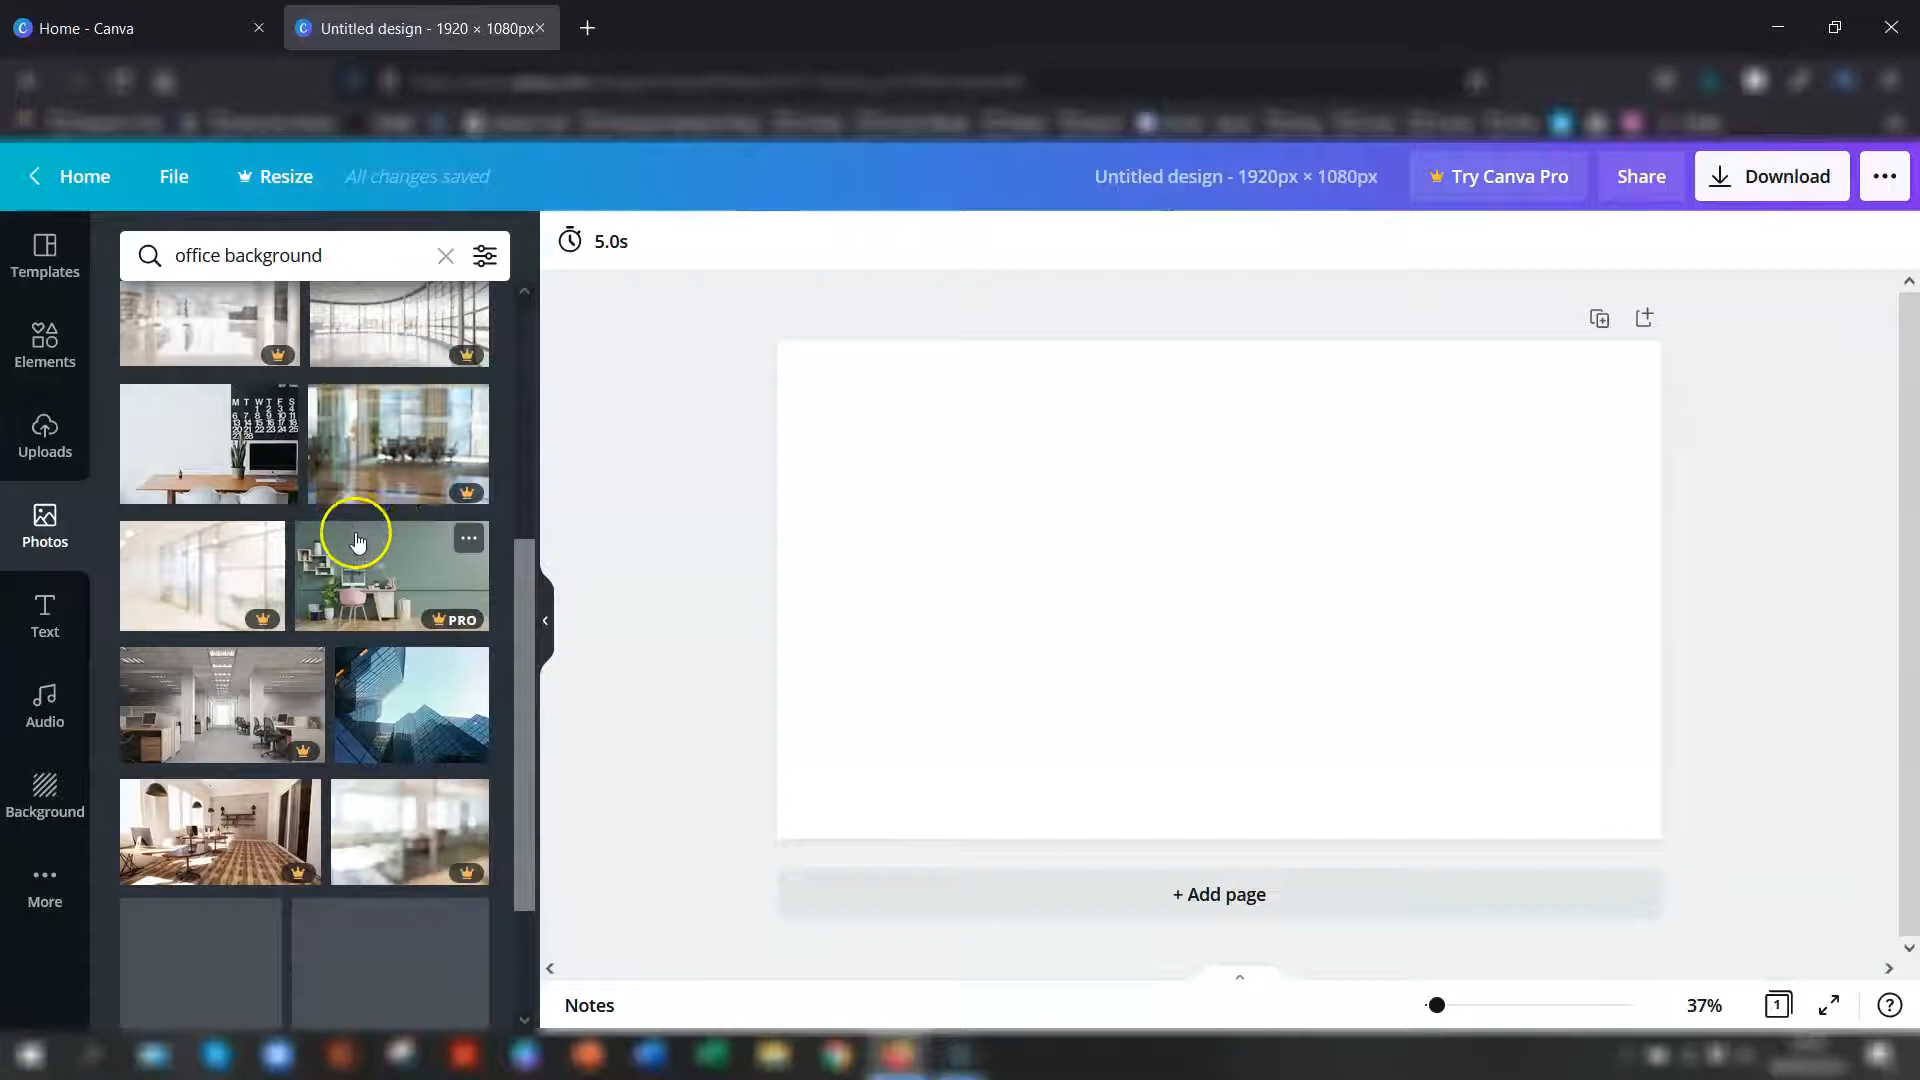 Home - Canva
Untitled design - 1920 × 1080px
Home
File
Resize
All changes saved
Untitled design - 1920px × 1080px
Try Canva Pro
Share
Download
office background
5.0s
Templates
Elements
Uploads
Photos
Text
Audio
Background
More
M T W T F S
PRO
+ Add page
Notes
37%
1